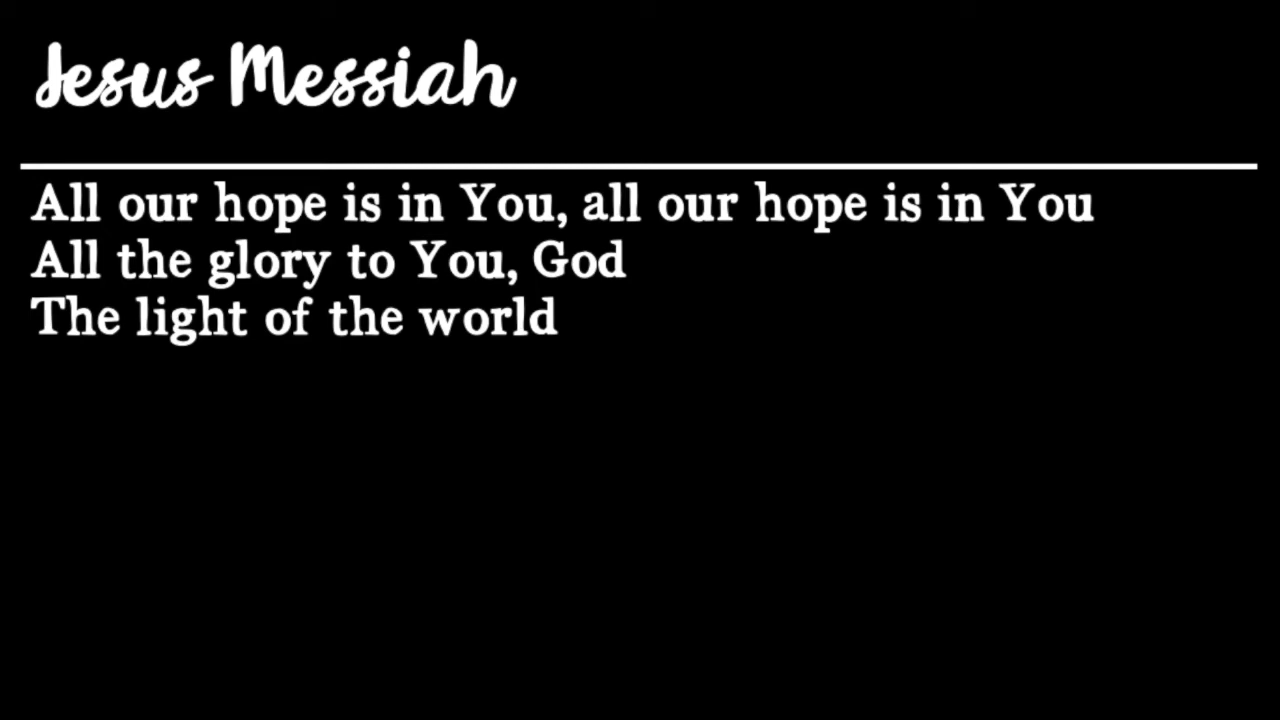 Jesus Messiah
All our hope is in You, all our hope is in You
All the glory to You, God
The light of the world